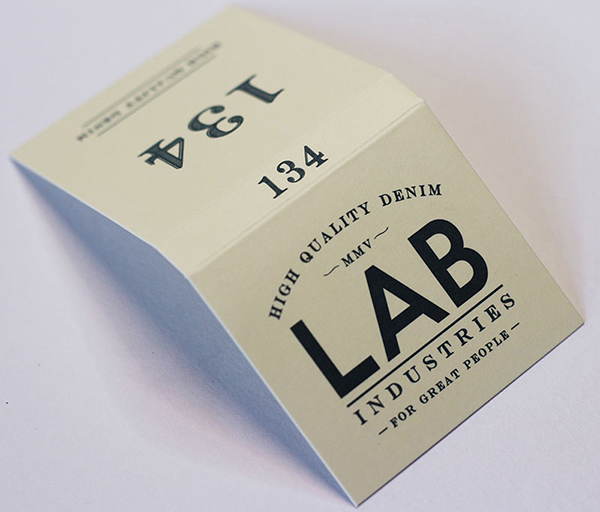 134
134
HIGH QUALITY DENIM
MMV
LAB
INDUSTRIES
– FOR GREAT PEOPLE –